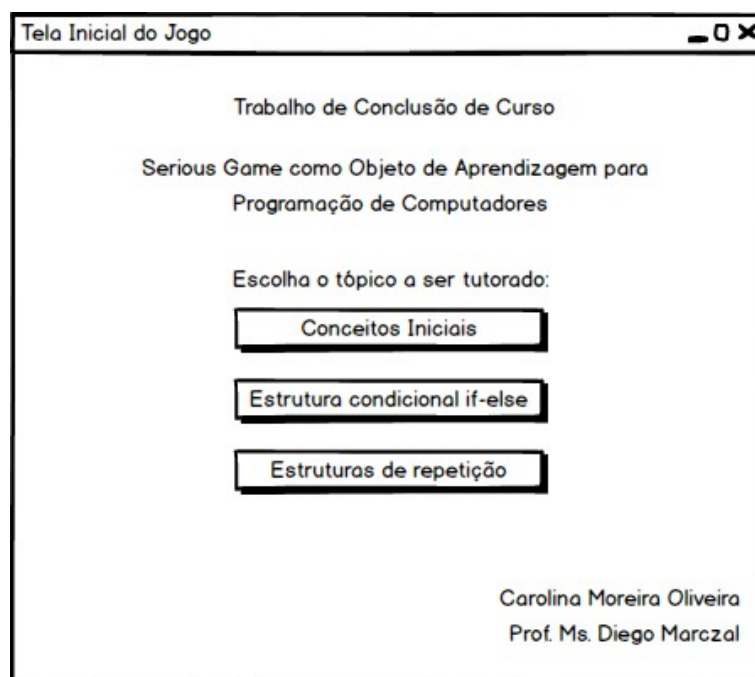 Tela Inicial do Jogo
Trabalho de Conclusão de Curso
Serious Game como Objeto de Aprendizagem para
Programação de Computadores
Escolha o tópico a ser tutorado:
Conceitos Iniciais
Estrutura condicional if-else
Estruturas de repetição
Carolina Moreira Oliveira
Prof. Ms. Diego Marczal